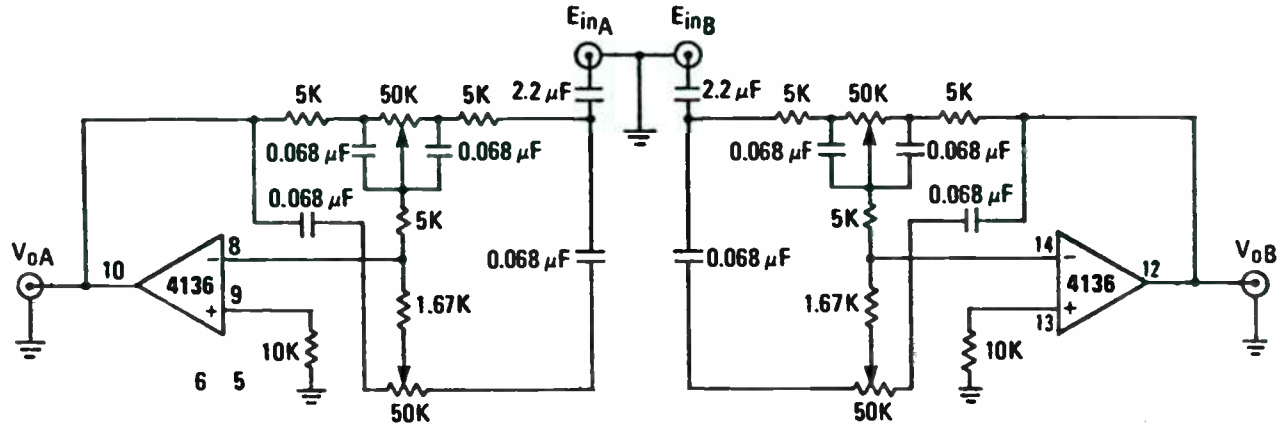 E_inA E_inB
2.2 µF 2.2 µF
5K 50K 5K 5K 50K 5K
0.068 µF 0.068 µF 0.068 µF 0.068 µF
0.068 µF 0.068 µF
5K 5K
V_oA 10 8 − 14 − 12 V_oB
4136 0.068 µF 0.068 µF 4136
9 + 1.67K 1.67K + 13
10K 10K
6 5
50K 50K